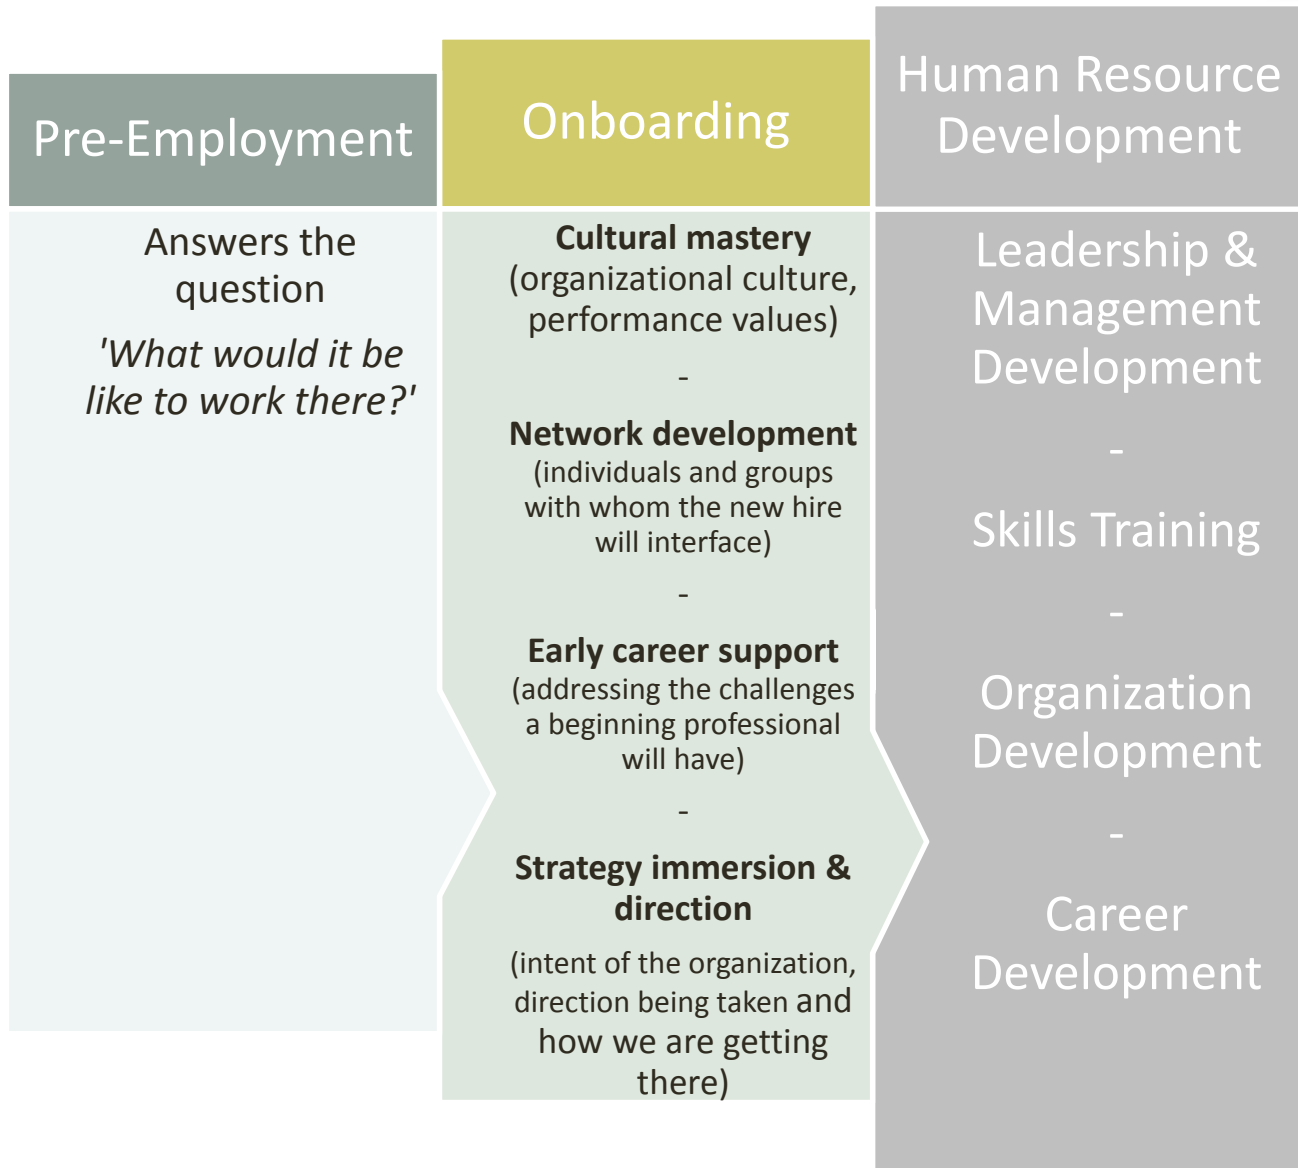 Pre-Employment
Answers the
question
'What would it be
like to work there?'
Onboarding
Cultural mastery
(organizational culture,
performance values)
-
Network development
(individuals and groups
with whom the new hire
will interface)
-
Early career support
(addressing the challenges
a beginning professional
will have)
-
Strategy immersion &
direction
(intent of the organization,
direction being taken and
how we are getting
there)
Human Resource
Development
Leadership &
Management
Development
-
Skills Training
-
Organization
Development
-
Career
Development